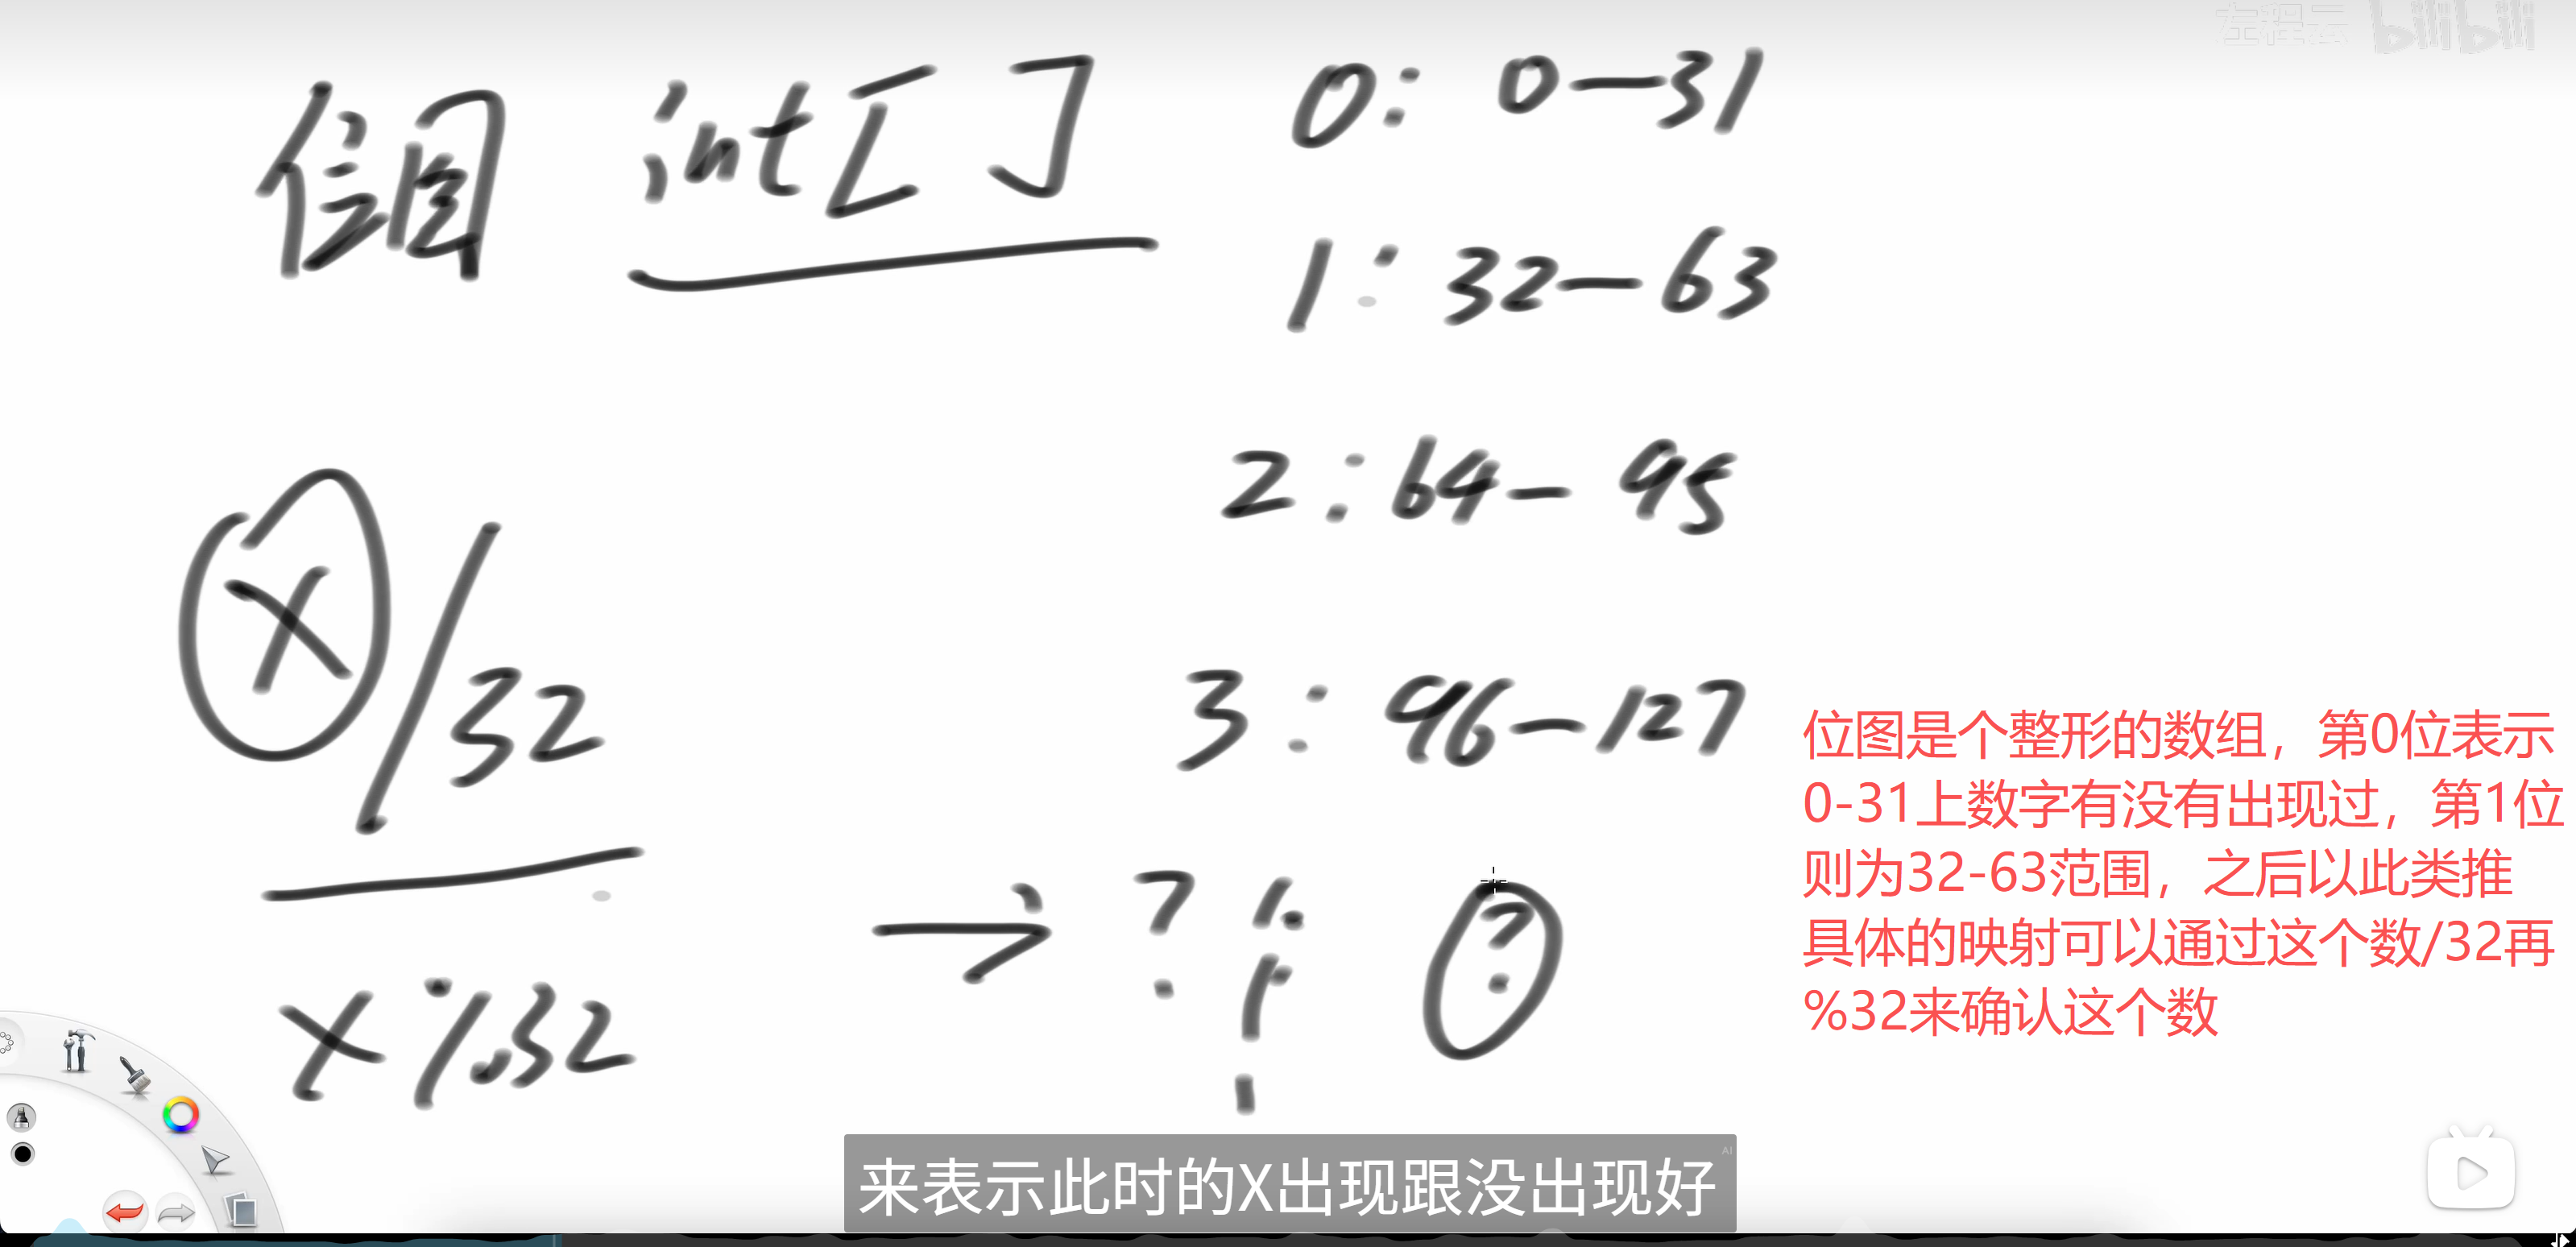 左程云 bilibili
位图 int[ ]
0: 0—31
1: 32—63
2: 64—95
3: 96—127
X/32
X%32
→ ? ?
位图是个整形的数组，第0位表示
0-31上数字有没有出现过，第1位
则为32-63范围，之后以此类推
具体的映射可以通过这个数/32再
%32来确认这个数
来表示此时的X出现跟没出现好
AI